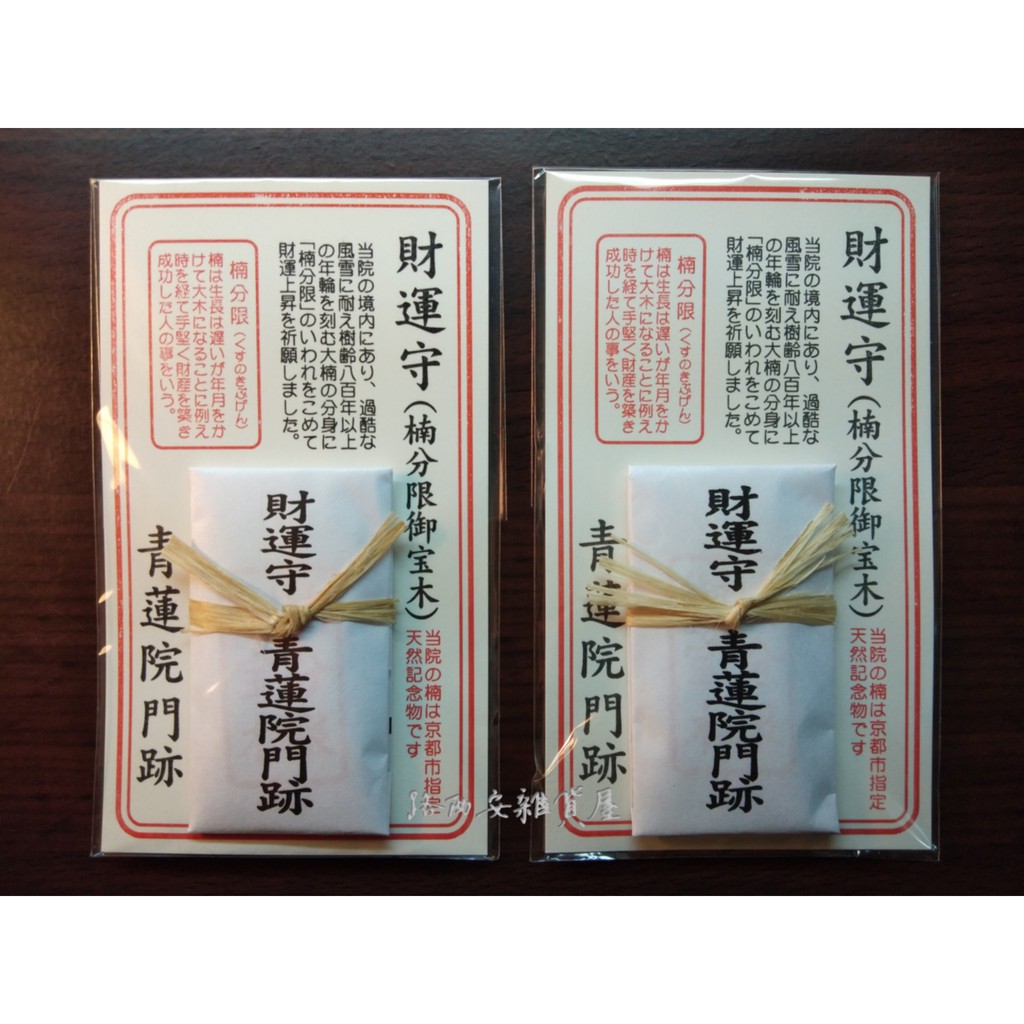 財運守(楠分限御宝木)
当院の境内にあり、過酷な
風雪に耐え樹齢八百年以上
の年輪を刻む大楠の分身に
「楠分限」のいわれをこめて
財運上昇を祈願しました。
楠分限(くすのきぶげん)
楠は生長は遅いが年月をか
けて大木になることに例え
時を経て手堅く財産を築き
成功した人の事をいう。
当院の楠は京都市指定
天然記念物です
財運守 青蓮院門跡
青蓮院門跡
財運守(楠分限御宝木)
当院の境内にあり、過酷な
風雪に耐え樹齢八百年以上
の年輪を刻む大楠の分身に
「楠分限」のいわれをこめて
財運上昇を祈願しました。
楠分限(くすのきぶげん)
楠は生長は遅いが年月をか
けて大木になることに例え
時を経て手堅く財産を築き
成功した人の事をいう。
当院の楠は京都市指定
天然記念物です
財運守 青蓮院門跡
青蓮院門跡
安雜貨屋